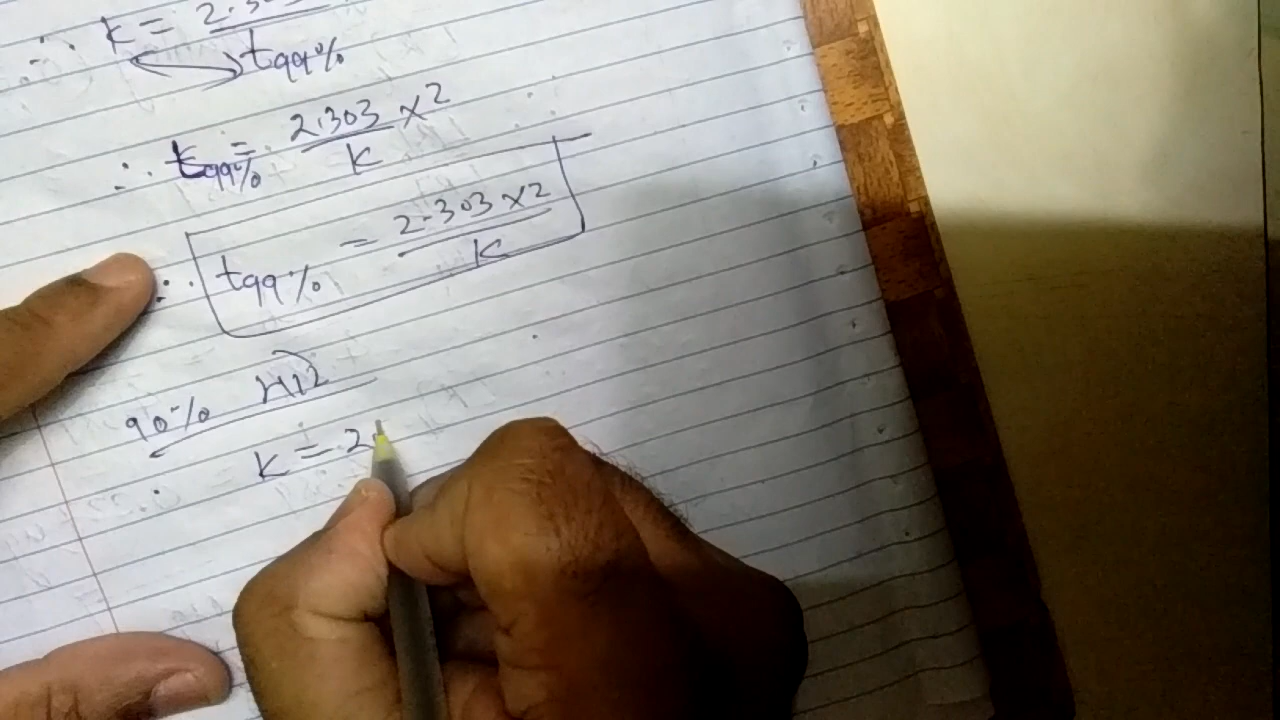 ∴ k = 2.303 / t99%
∴ t99% = 2.303 / K × 2
∴ t99% = 2.303 × 2 / K
90%
K = 2.